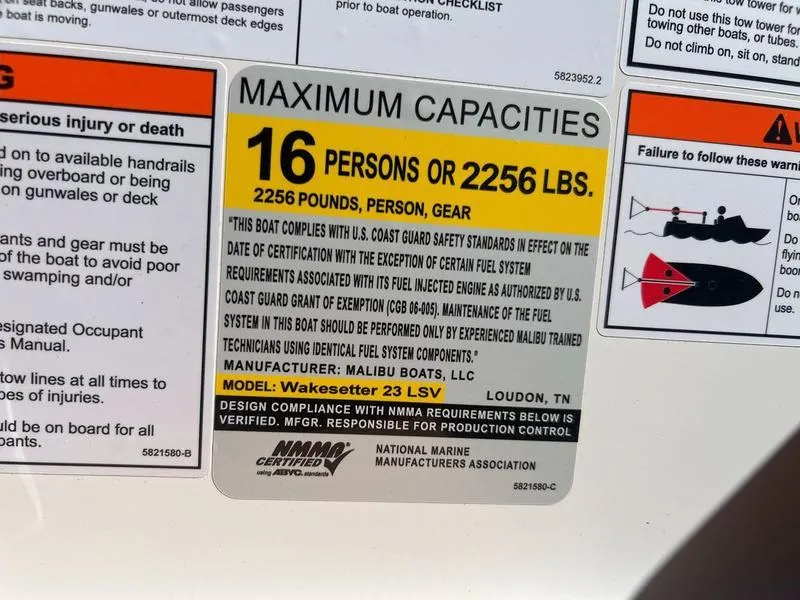 seat backs, gunwales or outermost deck edges
boat is moving.
prior to boat operation.
5823952.2
Do not use this tow tower for
towing other boats, or tubes.
Do not climb on, sit on, stand
G
serious injury or death
on to available handrails
overboard or being
on gunwales or deck
and gear must be
of the boat to avoid poor
swamping and/or
Occupant
Manual.
tow lines at all times to
of injuries.
be on board for all
5821580-B
MAXIMUM CAPACITIES
16 PERSONS OR 2256 LBS.
2256 POUNDS, PERSON, GEAR
"THIS BOAT COMPLIES WITH U.S. COAST GUARD SAFETY STANDARDS IN EFFECT ON THE
DATE OF CERTIFICATION WITH THE EXCEPTION OF CERTAIN FUEL SYSTEM
REQUIREMENTS ASSOCIATED WITH ITS FUEL INJECTED ENGINE AS AUTHORIZED BY U.S.
COAST GUARD GRANT OF EXEMPTION (CGB 06-005). MAINTENANCE OF THE FUEL
SYSTEM IN THIS BOAT SHOULD BE PERFORMED ONLY BY EXPERIENCED MALIBU TRAINED
TECHNICIANS USING IDENTICAL FUEL SYSTEM COMPONENTS."
MANUFACTURER: MALIBU BOATS, LLC
MODEL: Wakesetter 23 LSV LOUDON, TN
DESIGN COMPLIANCE WITH NMMA REQUIREMENTS BELOW IS
VERIFIED. MFGR. RESPONSIBLE FOR PRODUCTION CONTROL
NMMA
CERTIFIED
using ABYC. standards
NATIONAL MARINE
MANUFACTURERS ASSOCIATION
5821580-C
Failure to follow these
Do
Do
use.